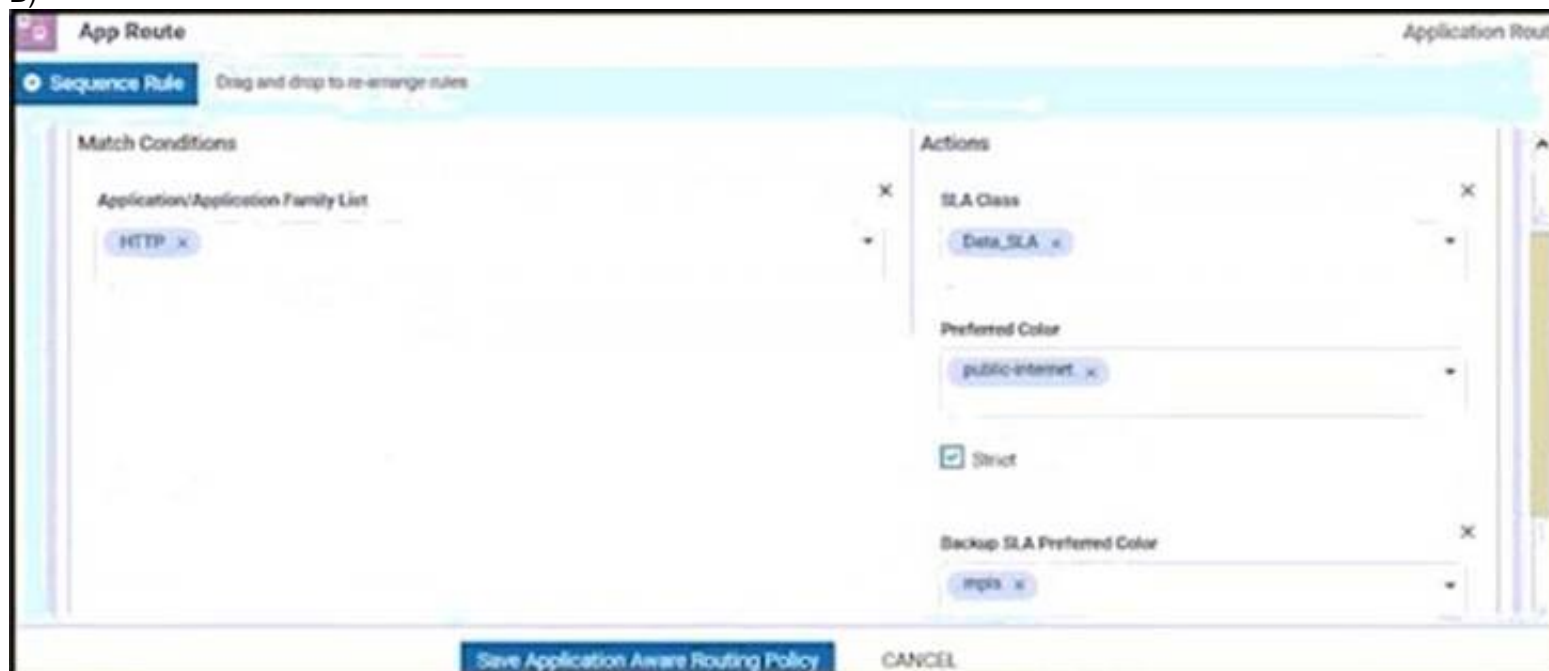 D)
App Route
Application Rout
Sequence Rule
Drag and drop to re-arrange rules
Match Conditions
Actions
Application/Application Family List
SLA Class
HTTP
Data_SLA
Preferred Color
public-internet
Strict
Backup SLA Preferred Color
mpls
Save Application Aware Routing Policy
CANCEL